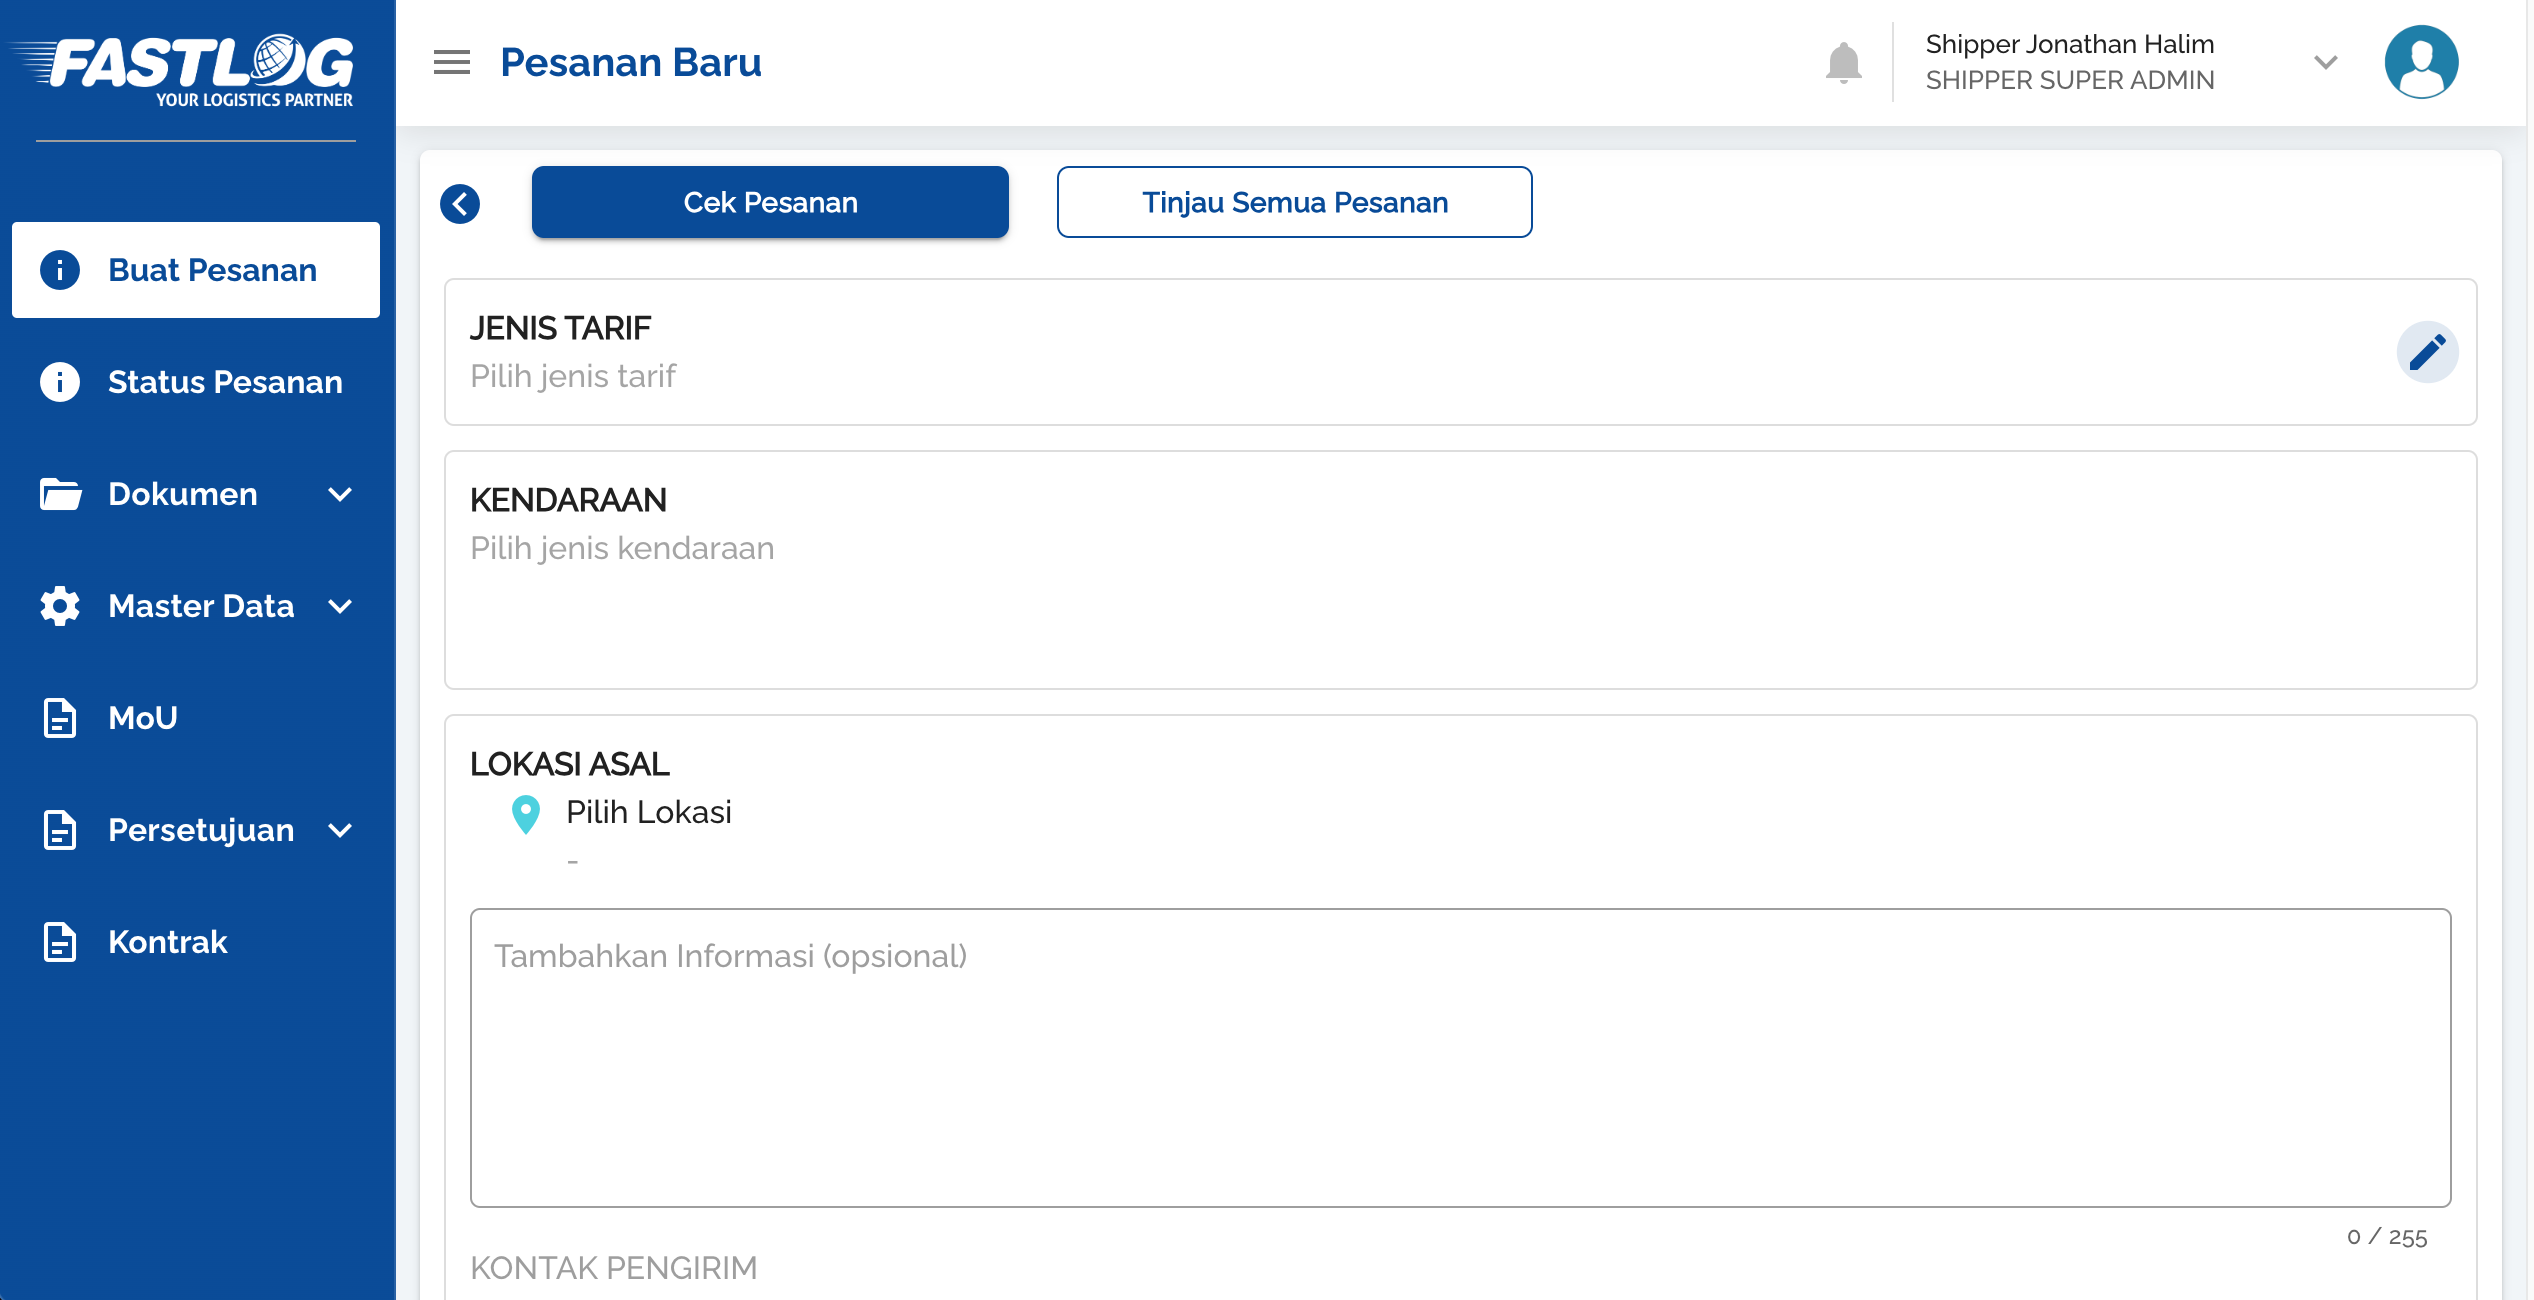 FASTLOG
YOUR LOGISTICS PARTNER
Buat Pesanan
Status Pesanan
Dokumen
Master Data
MoU
Persetujuan
Kontrak
Pesanan Baru
Shipper Jonathan Halim
SHIPPER SUPER ADMIN
Cek Pesanan
Tinjau Semua Pesanan
JENIS TARIF
Pilih jenis tarif
KENDARAAN
Pilih jenis kendaraan
LOKASI ASAL
Pilih Lokasi
-
Tambahkan Informasi (opsional)
0 / 255
KONTAK PENGIRIM